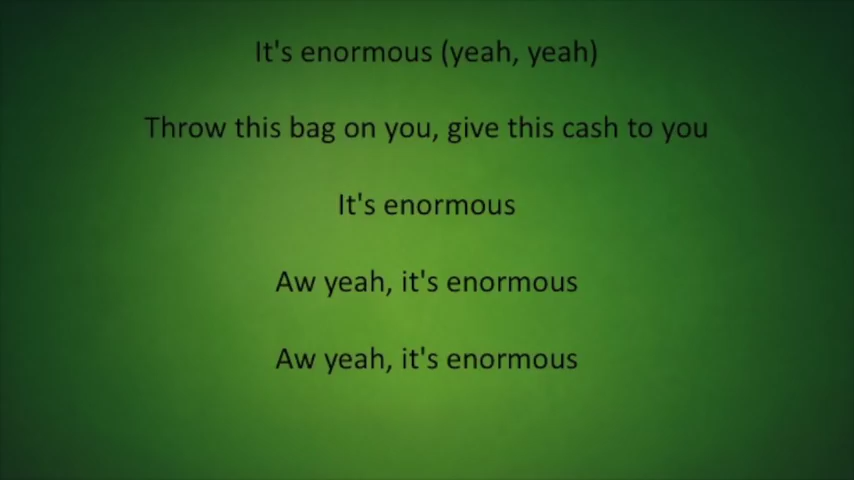 It's enormous (yeah, yeah)
Throw this bag on you, give this cash to you
It's enormous
Aw yeah, it's enormous
Aw yeah, it's enormous